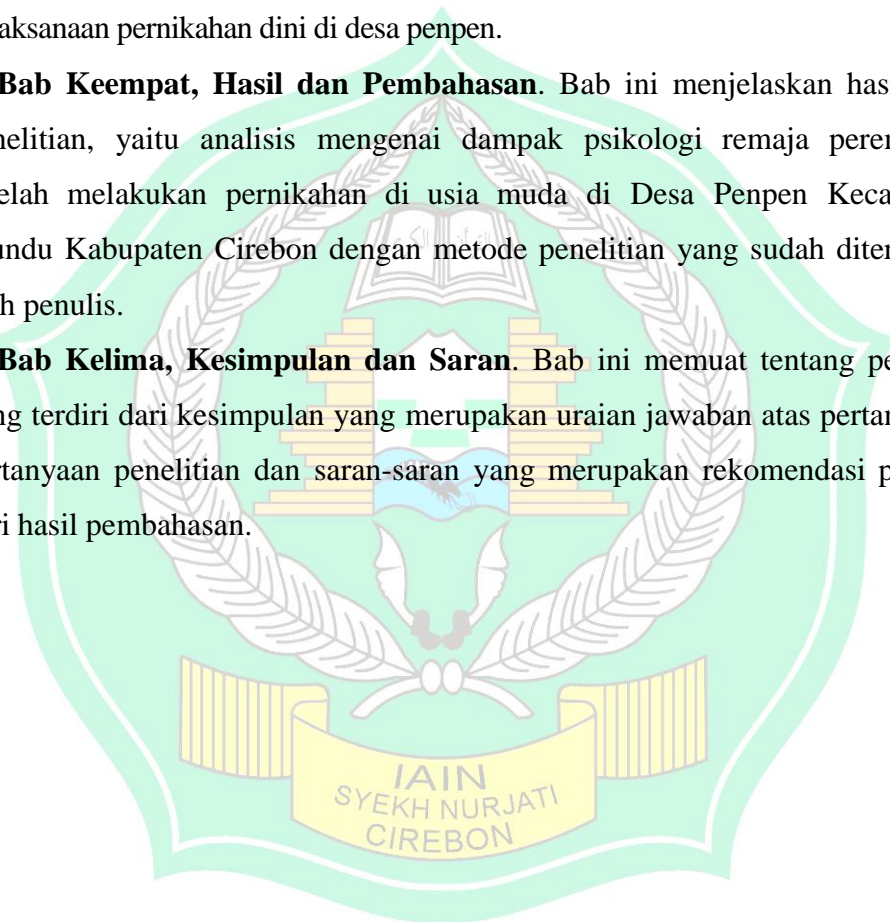 aksanaan pernikahan dini di desa penpen.
Bab Keempat, Hasil dan Pembahasan. Bab ini menjelaskan has
nelitian, yaitu analisis mengenai dampak psikologi remaja peren
elah melakukan pernikahan di usia muda di Desa Penpen Keca
undu Kabupaten Cirebon dengan metode penelitian yang sudah diten
h penulis.
Bab Kelima, Kesimpulan dan Saran. Bab ini memuat tentang pe
ng terdiri dari kesimpulan yang merupakan uraian jawaban atas pertan
rtanyaan penelitian dan saran-saran yang merupakan rekomendasi p
ri hasil pembahasan.
IAIN
SYEKH NURJATI
CIREBON